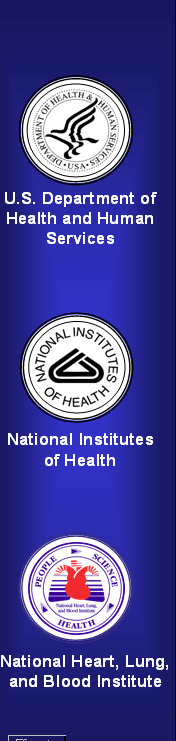 DEPARTMENT OF HEALTH & HUMAN SERVICES • USA
U.S. Department of
Health and Human
Services
NATIONAL INSTITUTES
OF HEALTH
National Institutes
of Health
PEOPLE SCIENCE
National Heart, Lung,
and Blood Institute
HEALTH
National Heart, Lung,
and Blood Institute